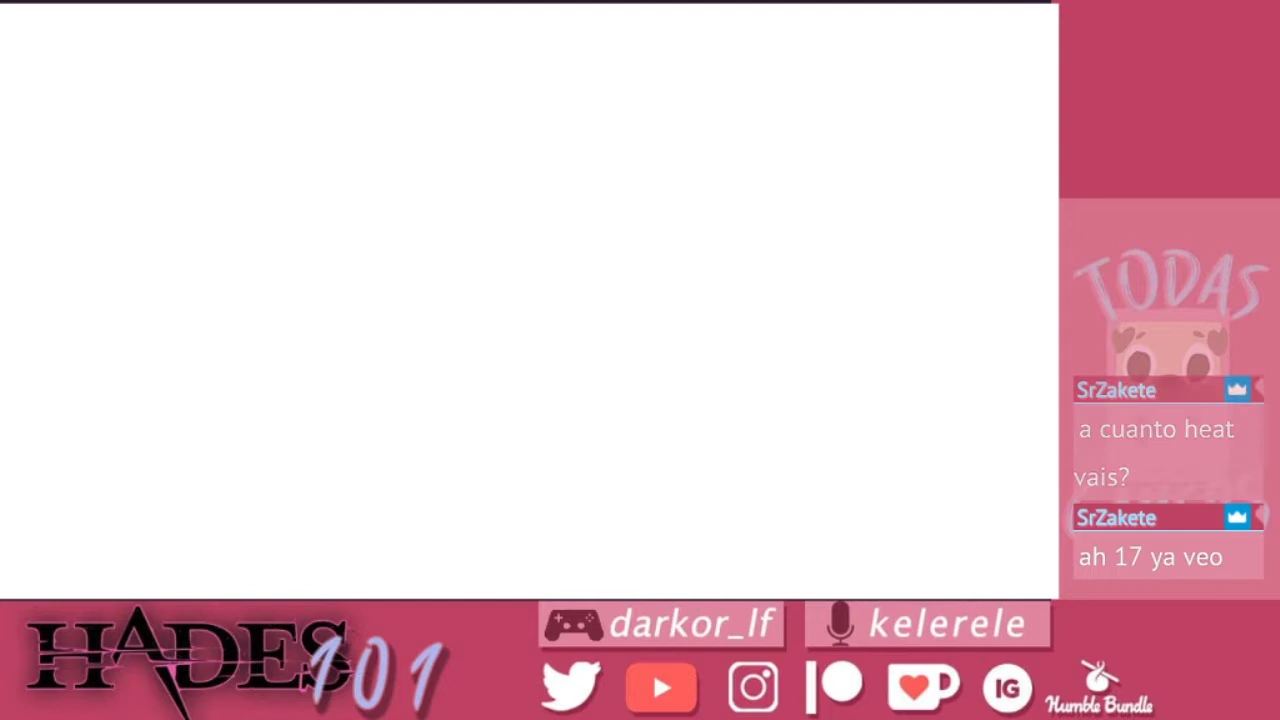 TODAS
SrZakete
a cuanto heat
vais?
SrZakete
ah 17 ya veo
HADES
101
darkor_lf
kelerele
IG
Humble Bundle